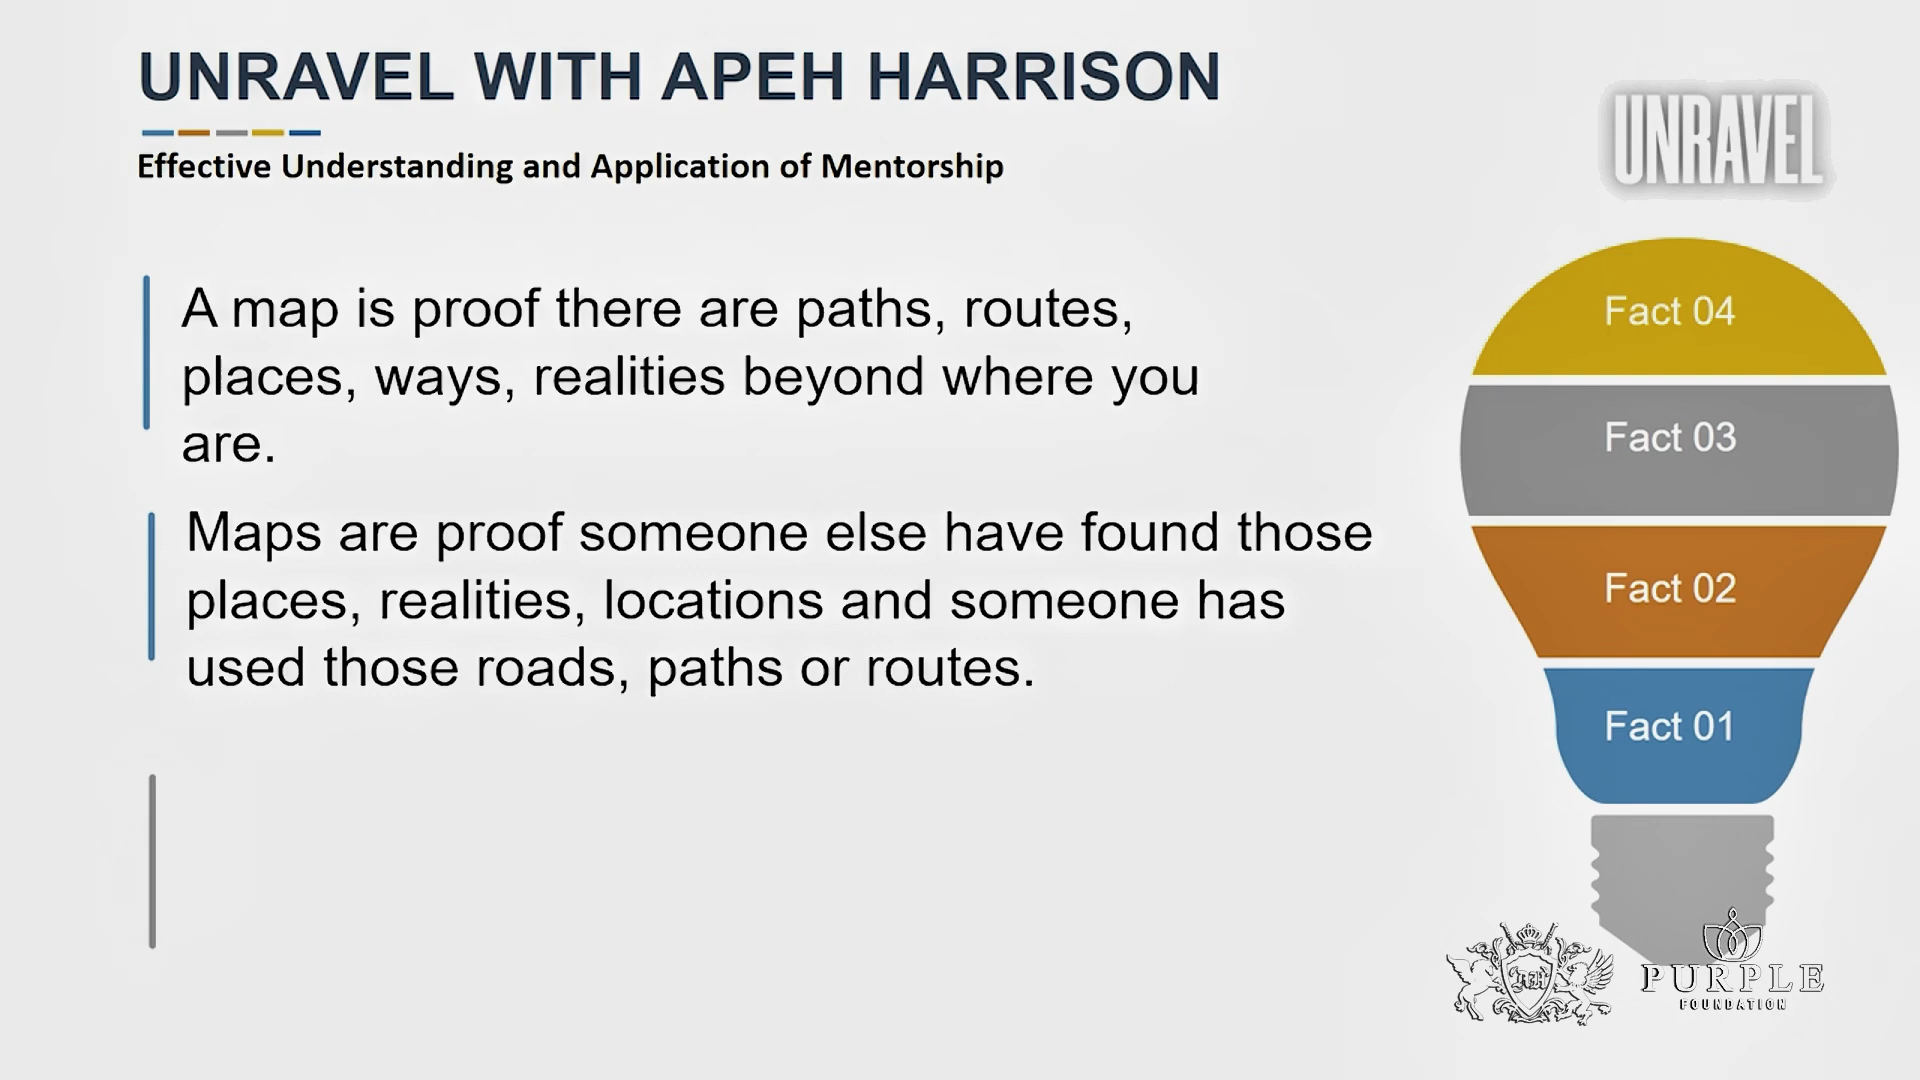 UNRAVEL WITH APEH HARRISON
UNRAVEL
Effective Understanding and Application of Mentorship
A map is proof there are paths, routes,
places, ways, realities beyond where you
are.
Maps are proof someone else have found those
places, realities, locations and someone has
used those roads, paths or routes.
Fact 04
Fact 03
Fact 02
Fact 01
AH
PURPLE
FOUNDATION